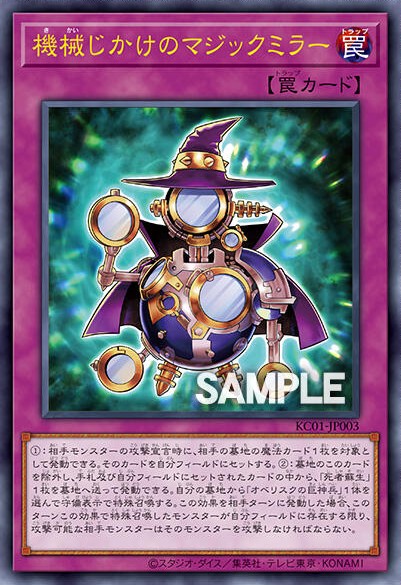 機械じかけのマジックミラー 罠
【罠カード】
SAMPLE
KC01-JP003
①：相手モンスターの攻撃宣言時に、相手の墓地の魔法カード１枚を対象
として発動できる。そのカードを自分フィールドにセットする。②：墓地のこのカード
を除外し、手札及び自分フィールドにセットされたカードの中から、「死者蘇生」
１枚を墓地へ送って発動できる。自分の墓地から「オベリスクの巨神兵」１体を
選んで守備表示で特殊召喚する。この効果を相手ターンに発動した場合、この
ターンこの効果で特殊召喚したモンスターが自分フィールドに存在する限り、
攻撃可能な相手モンスターはそのモンスターを攻撃しなければならない。
©スタジオ・ダイス／集英社・テレビ東京・KONAMI